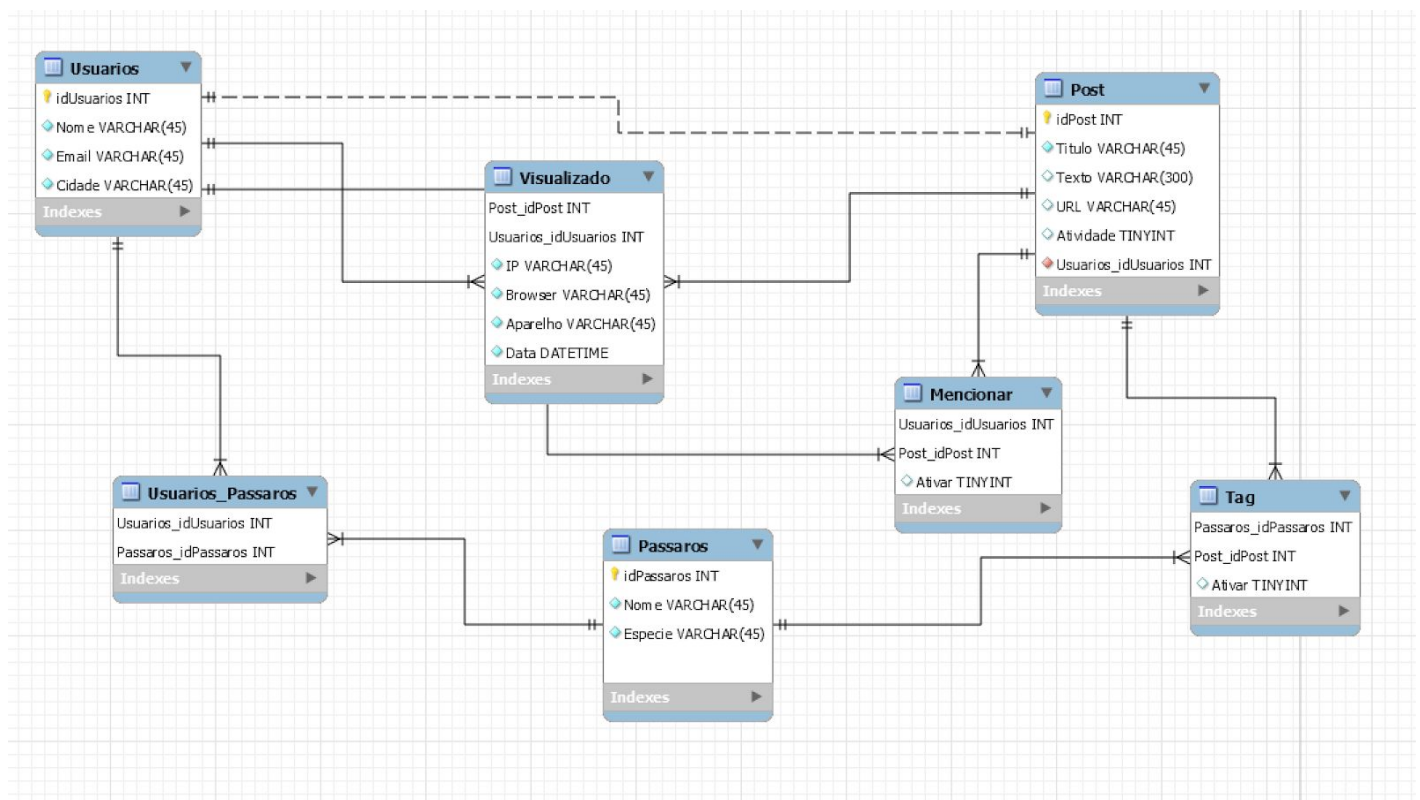 Usuarios
idUsuarios INT
Nome VARCHAR(45)
Email VARCHAR(45)
Cidade VARCHAR(45)
Indexes
Visualizado
Post_idPost INT
Usuarios_idUsuarios INT
IP VARCHAR(45)
Browser VARCHAR(45)
Aparelho VARCHAR(45)
Data DATETIME
Indexes
Post
idPost INT
Titulo VARCHAR(45)
Texto VARCHAR(300)
URL VARCHAR(45)
Atividade TINYINT
Usuarios_idUsuarios INT
Indexes
Mencionar
Usuarios_idUsuarios INT
Post_idPost INT
Ativar TINYINT
Indexes
Usuarios_Passaros
Usuarios_idUsuarios INT
Passaros_idPassaros INT
Indexes
Passaros
idPassaros INT
Nome VARCHAR(45)
Especie VARCHAR(45)
Indexes
Tag
Passaros_idPassaros INT
Post_idPost INT
Ativar TINYINT
Indexes